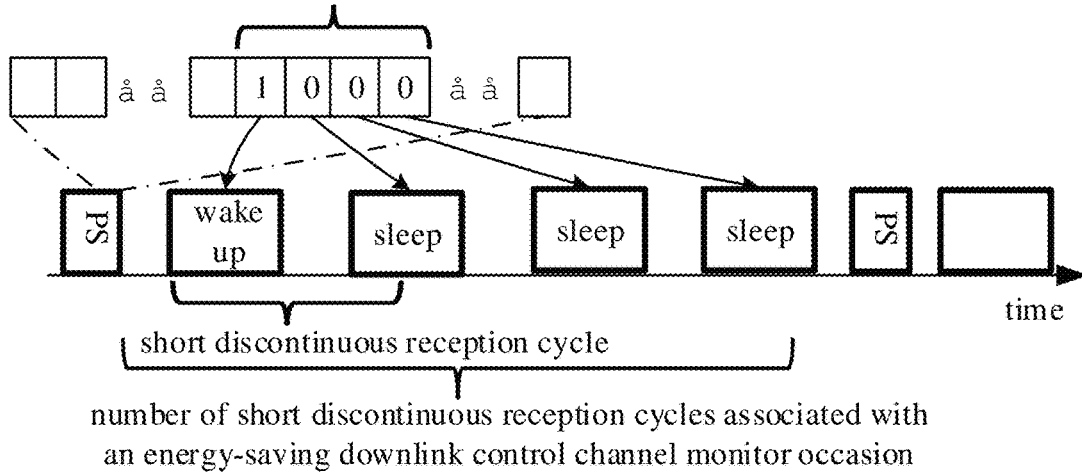 å å 1 0 0 0 å å
PS wake up sleep sleep sleep PS
time
short discontinuous reception cycle
number of short discontinuous reception cycles associated with
an energy-saving downlink control channel monitor occasion